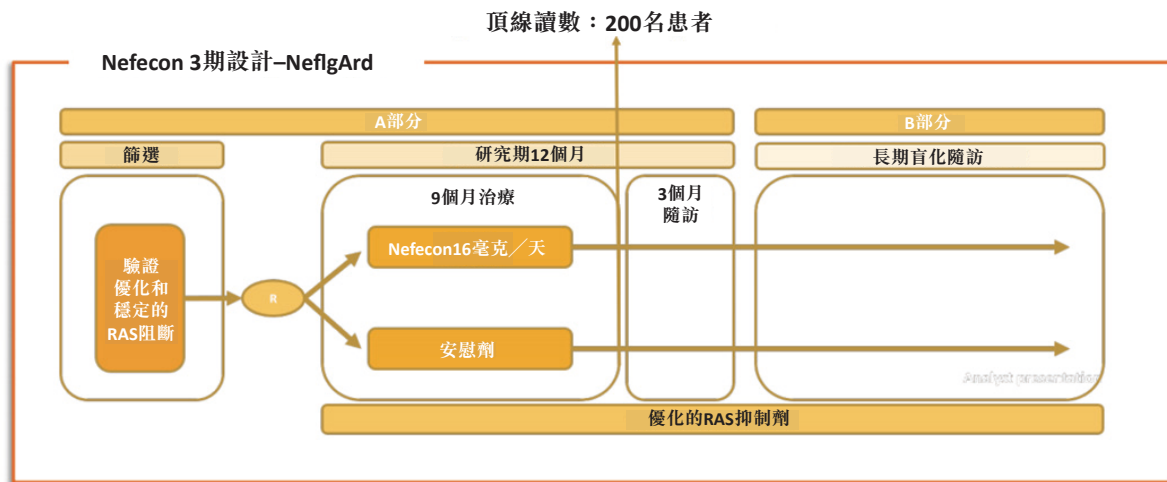 頂線讀數：200名患者
Nefecon 3期設計–NeflgArd
A部分
B部分
篩選
研究期12個月
長期盲化隨訪
9個月治療
3個月
隨訪
Nefecon16毫克／天
驗證
優化和
穩定的
RAS阻斷
R
安慰劑
Analyst presentation
優化的RAS抑制劑